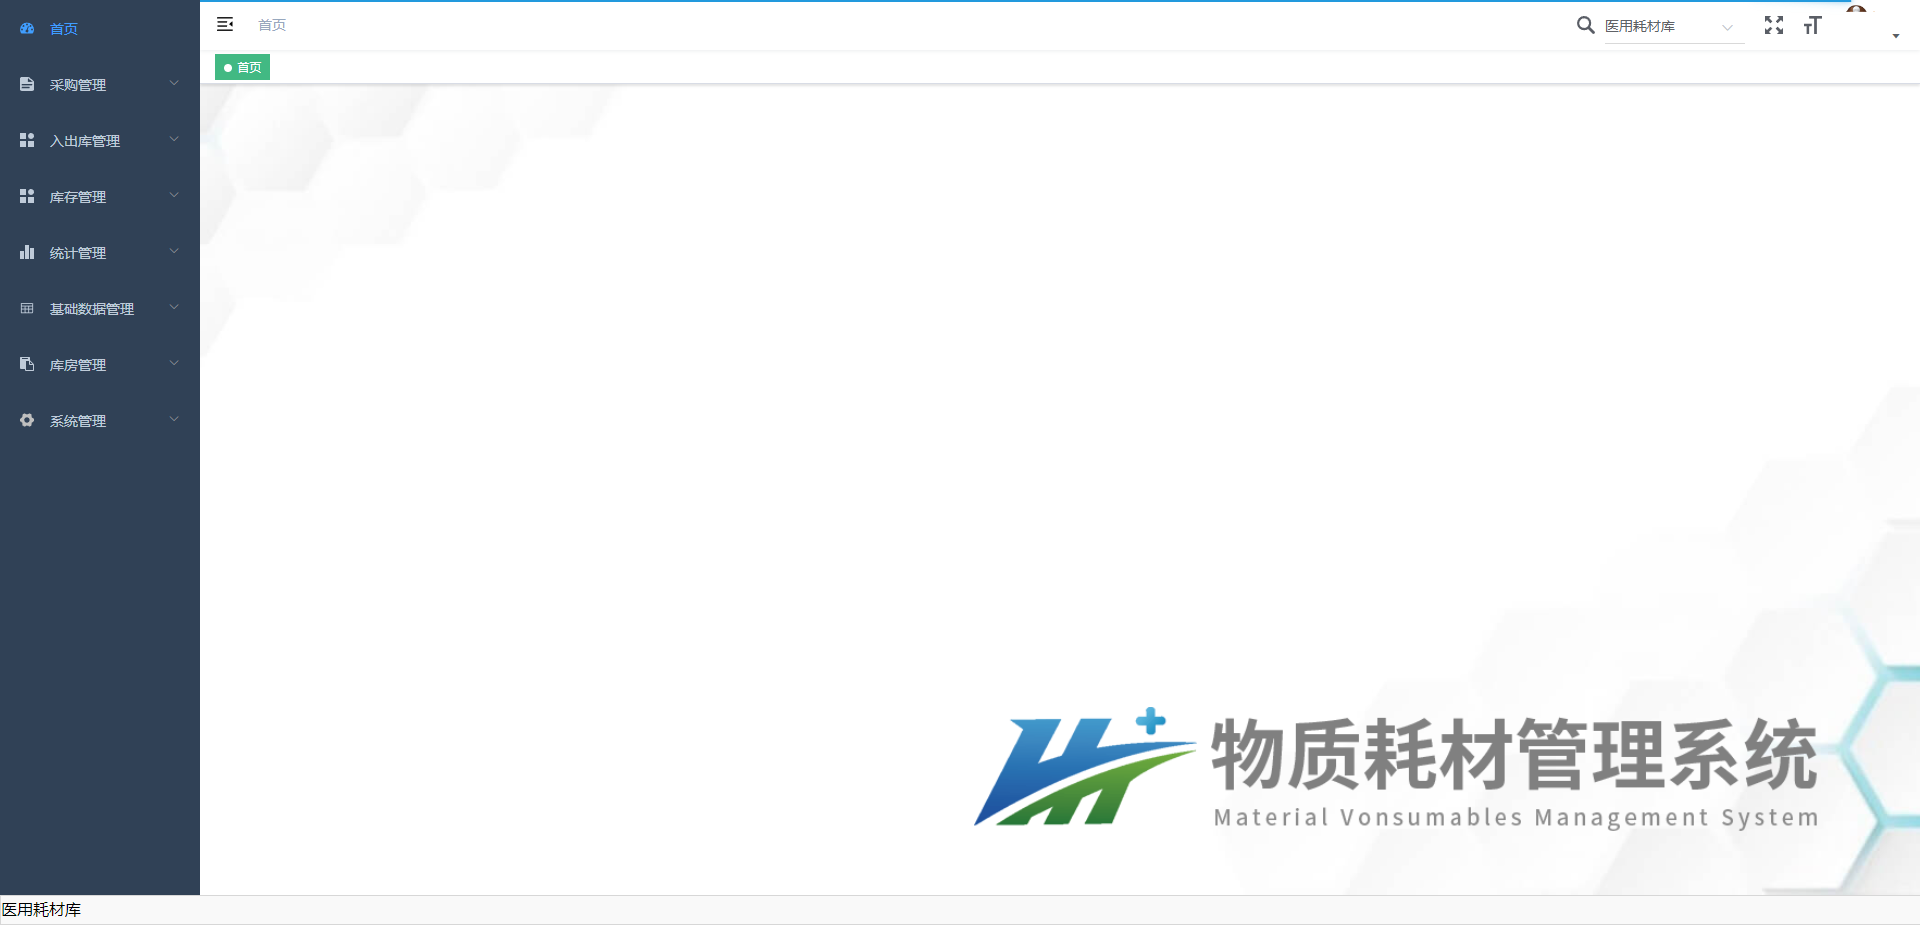 首页
采购管理
入出库管理
库存管理
统计管理
基础数据管理
库房管理
系统管理
首页
医用耗材库
首页
物质耗材管理系统
Material Vonsumables Management System
医用耗材库